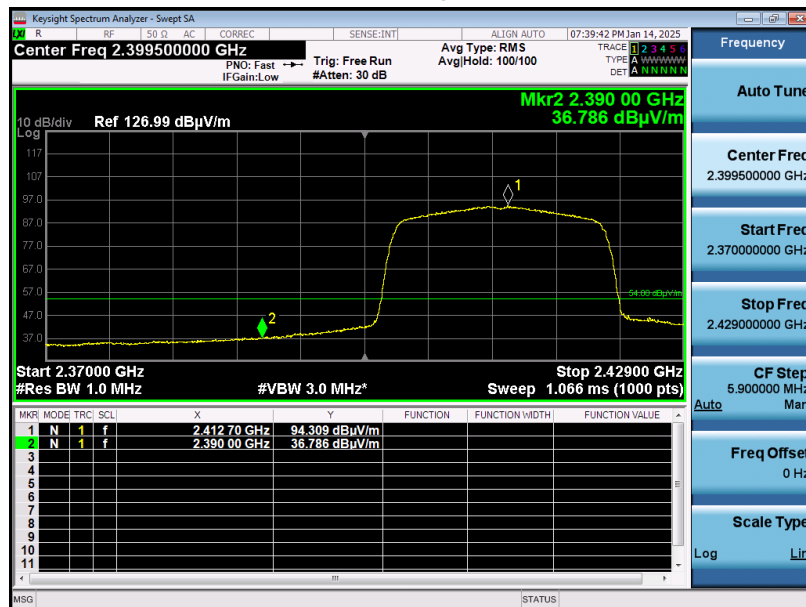 Keysight Spectrum Analyzer - Swept SA
LXI R RF 50 Ω AC CORREC SENSE:INT ALIGN AUTO 07:39:42 PM Jan 14, 2025
Center Freq 2.399500000 GHz
PNO: Fast
IFGain:Low
Trig: Free Run
#Atten: 30 dB
Avg Type: RMS
Avg|Hold: 100/100
TRACE 1 2 3 4 5 6
TYPE A WWWWW
DET A N N N N N
Mkr2 2.390 00 GHz
36.786 dBµV/m
10 dB/div Ref 126.99 dBµV/m
Log
117
107
97.0
87.0
77.0
67.0
57.0
47.0
37.0
1
2
54.00 dBµV/m
Start 2.37000 GHz Stop 2.42900 GHz
#Res BW 1.0 MHz #VBW 3.0 MHz* Sweep 1.066 ms (1000 pts)
MKR MODE TRC SCL X Y FUNCTION FUNCTION WIDTH FUNCTION VALUE
1 N 1 f 2.412 70 GHz 94.309 dBµV/m
2 N 1 f 2.390 00 GHz 36.786 dBµV/m
3
4
5
6
7
8
9
10
11
MSG STATUS
Frequency
Auto Tune
Center Freq
2.399500000 GHz
Start Freq
2.370000000 GHz
Stop Freq
2.429000000 GHz
CF Step
5.900000 MHz
Auto Man
Freq Offset
0 Hz
Scale Type
Log Lin